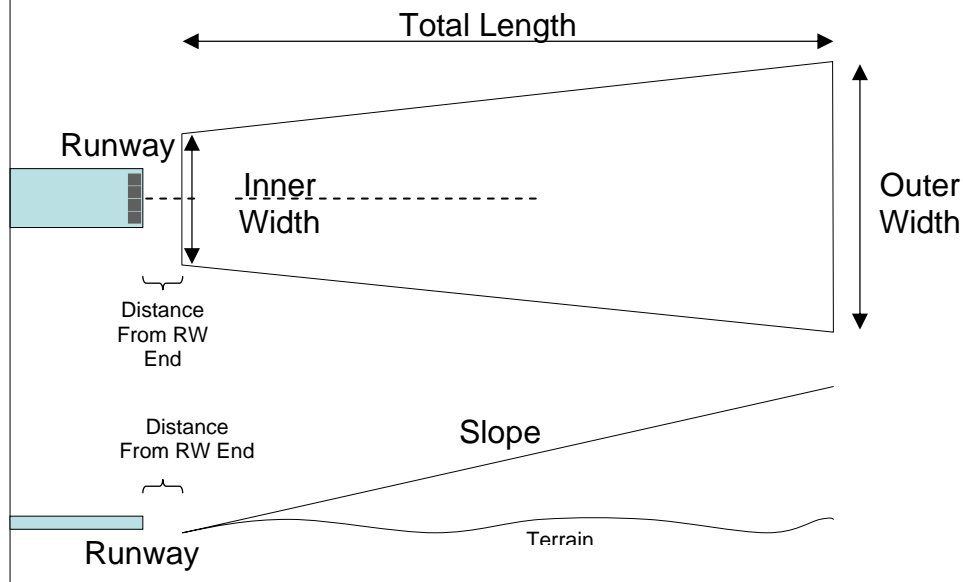 Total Length
Runway
Inner
Width
Outer
Width
Distance
From RW
End
Distance
From RW End
Slope
Terrain
Runway